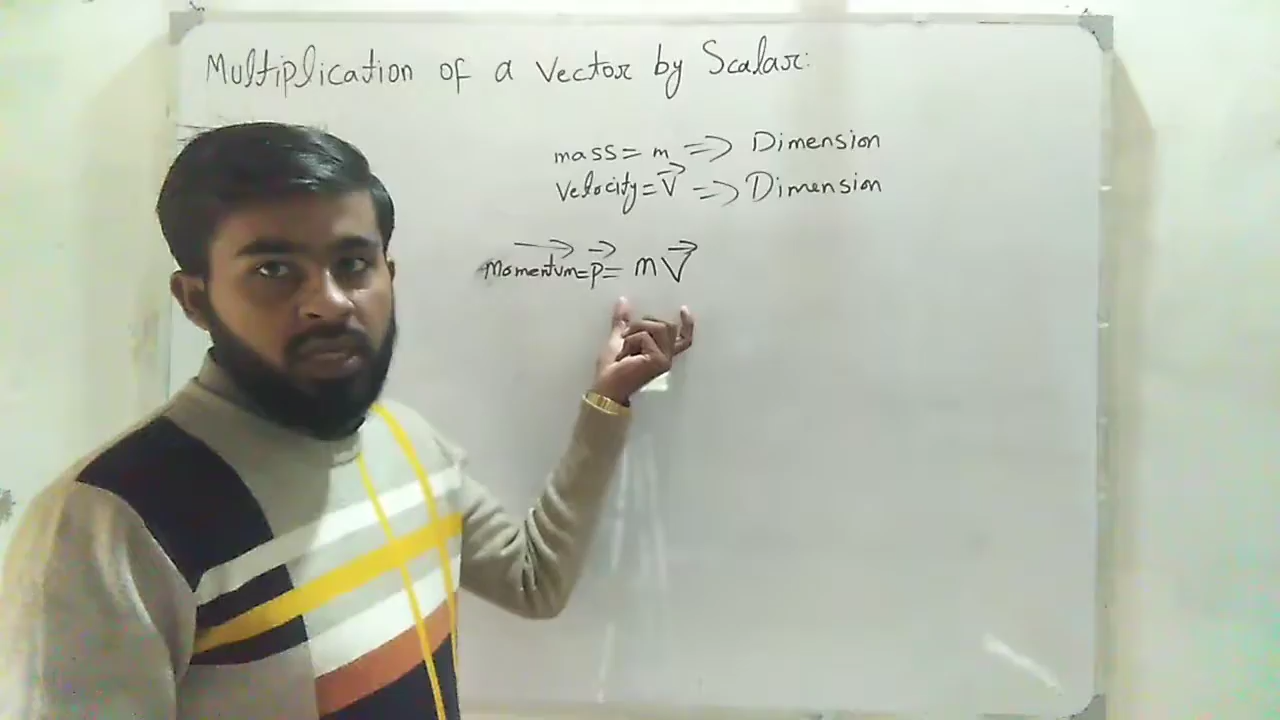 Multiplication of a Vector by Scalar:
mass = m => Dimension
Velocity = V⃗ => Dimension
Momentum = p⃗ = m V⃗